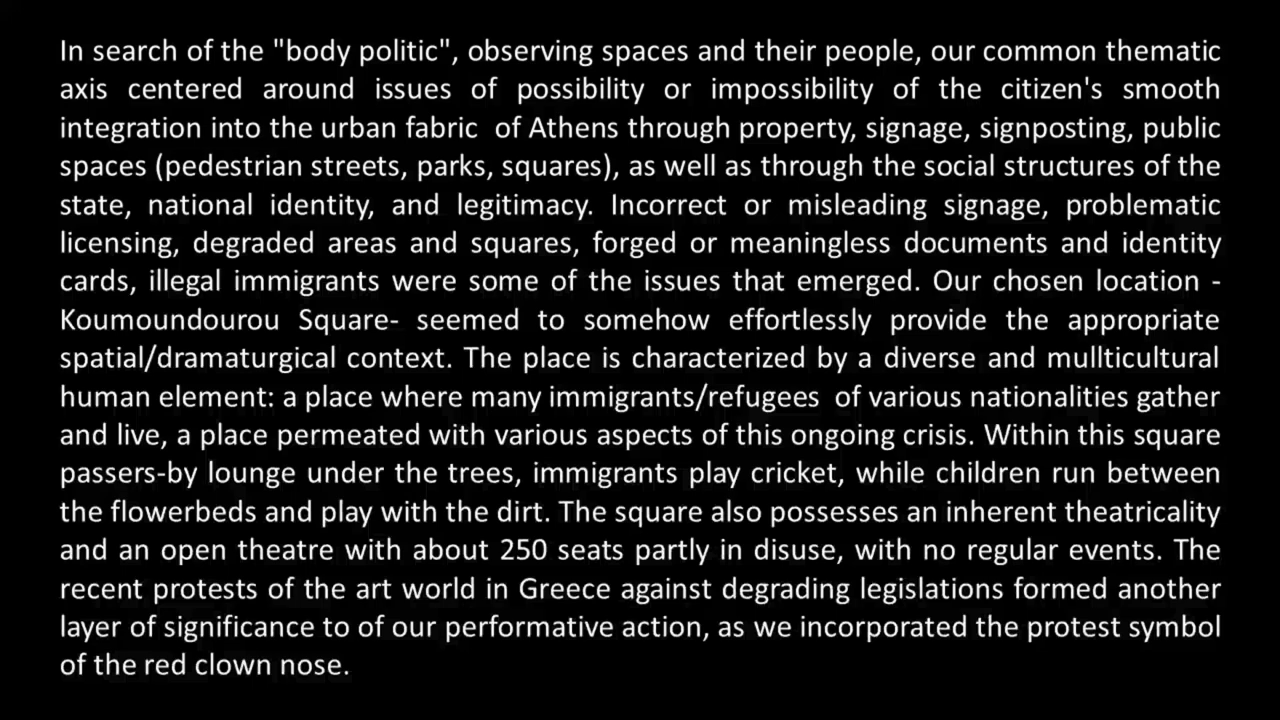 In search of the "body politic", observing spaces and their people, our common thematic
axis centered around issues of possibility or impossibility of the citizen's smooth
integration into the urban fabric  of Athens through property, signage, signposting, public
spaces (pedestrian streets, parks, squares), as well as through the social structures of the
state, national identity, and legitimacy. Incorrect or misleading signage, problematic
licensing, degraded areas and squares, forged or meaningless documents and identity
cards, illegal immigrants were some of the issues that emerged. Our chosen location -
Koumoundourou Square- seemed to somehow effortlessly provide the appropriate
spatial/dramaturgical context. The place is characterized by a diverse and mullticultural
human element: a place where many immigrants/refugees  of various nationalities gather
and live, a place permeated with various aspects of this ongoing crisis. Within this square
passers-by lounge under the trees, immigrants play cricket, while children run between
the flowerbeds and play with the dirt. The square also possesses an inherent theatricality
and an open theatre with about 250 seats partly in disuse, with no regular events. The
recent protests of the art world in Greece against degrading legislations formed another
layer of significance to of our performative action, as we incorporated the protest symbol
of the red clown nose.